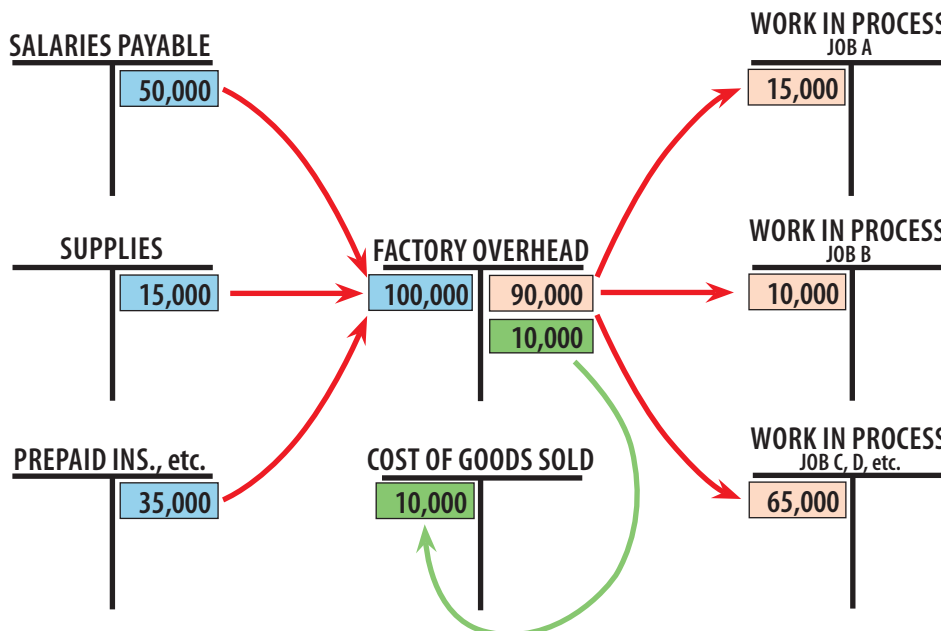 SALARIES PAYABLE
50,000
WORK IN PROCESS
JOB A
15,000
SUPPLIES
15,000
FACTORY OVERHEAD
100,000
90,000
10,000
WORK IN PROCESS
JOB B
10,000
PREPAID INS., etc.
35,000
COST OF GOODS SOLD
10,000
WORK IN PROCESS
JOB C, D, etc.
65,000